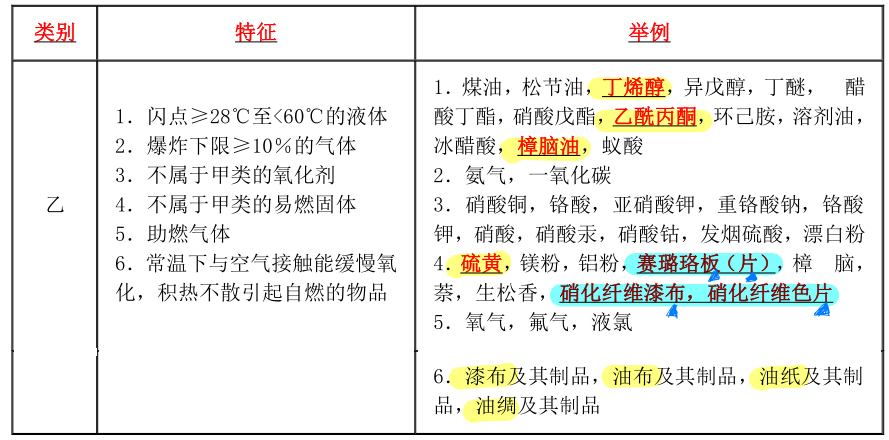 类别
特征
举例
乙
1. 闪点≥28℃至<60℃的液体
2. 爆炸下限≥10%的气体
3. 不属于甲类的氧化剂
4. 不属于甲类的易燃固体
5. 助燃气体
6. 常温下与空气接触能缓慢氧
化，积热不散引起自燃的物品
1. 煤油，松节油，丁烯醇，异戊醇，丁醚， 醋
酸丁酯，硝酸戊酯，乙酰丙酮，环己胺，溶剂油，
冰醋酸，樟脑油，蚁酸
2. 氨气，一氧化碳
3. 硝酸铜，铬酸，亚硝酸钾，重铬酸钠，铬酸
钾，硝酸，硝酸汞，硝酸钴，发烟硫酸，漂白粉
4. 硫黄，镁粉，铝粉，赛璐珞板（片），樟 脑，
萘，生松香，硝化纤维漆布，硝化纤维色片
5. 氧气，氟气，液氯
6. 漆布及其制品，油布及其制品，油纸及其制
品，油绸及其制品